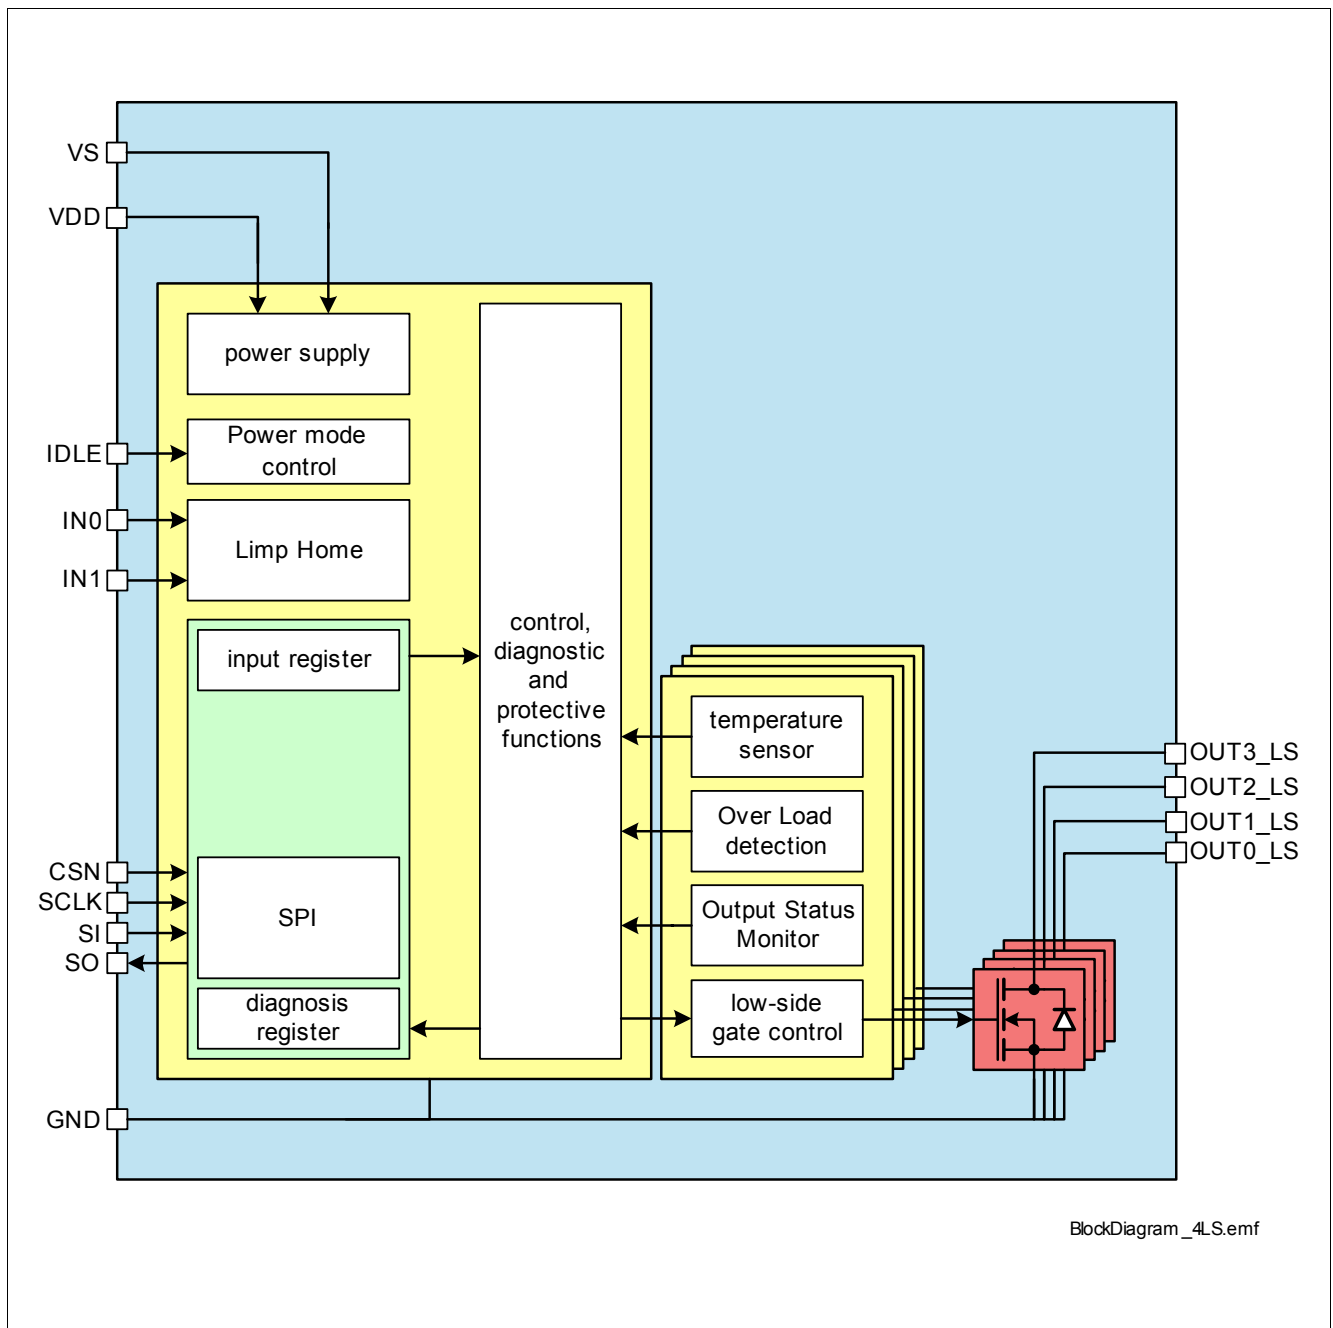 VS
VDD
power supply
IDLE
Power mode
control
IN0
IN1
Limp Home
input register
control,
diagnostic
and
protective
functions
temperature
sensor
Over Load
detection
Output Status
Monitor
low-side
gate control
OUT3_LS
OUT2_LS
OUT1_LS
OUT0_LS
CSN
SCLK
SI
SO
SPI
diagnosis
register
GND
BlockDiagram_4LS.emf